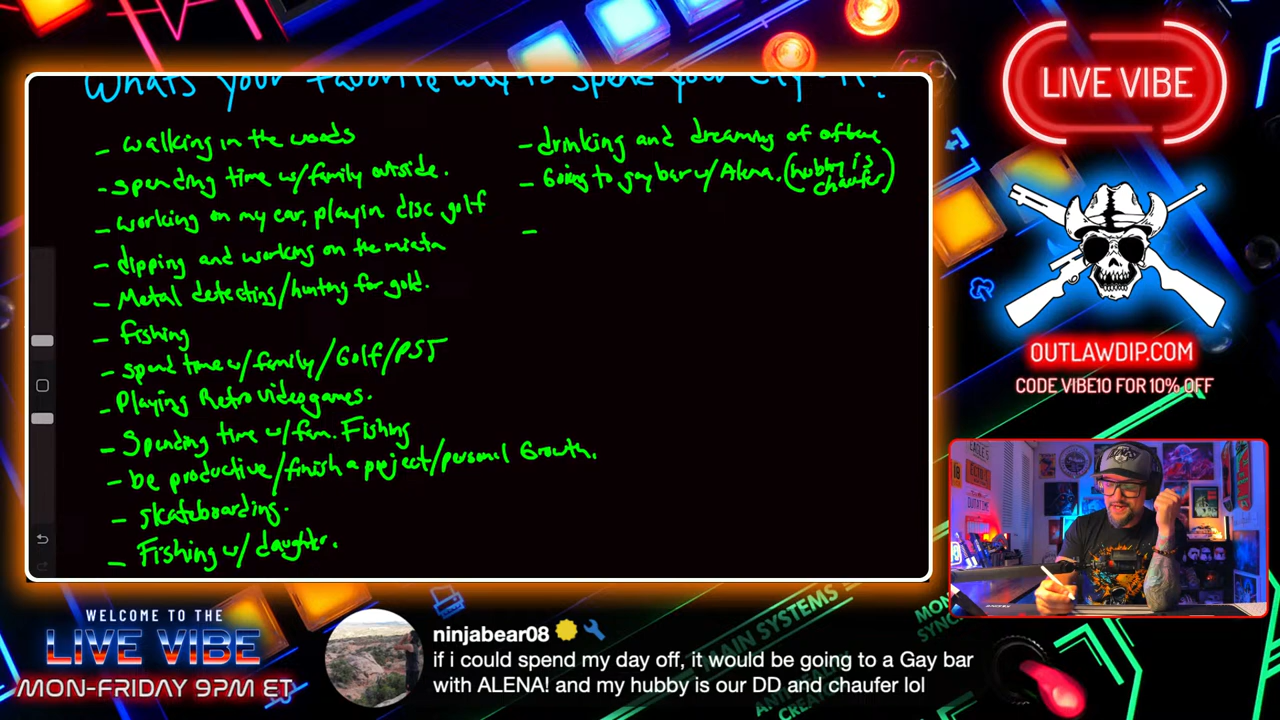 Whats your favorite way to spend your day off?
- walking in the woods
- spending time w/family outside.
- working on my car, playin disc golf
- dipping and working on the miata
- Metal detecting/hunting for gold.
- fishing
- spend time w/family/Golf/PS5
- Playing Retro videogames.
- Spending time w/fam. Fishing
- be productive/finish a project/personal Growth.
- skateboarding.
- Fishing w/ daughter.
- drinking and dreaming of
- Going to gay bar w/ Alena. (hubby is
chaufer)
-
LIVE VIBE
OUTLAWDIP.COM
CODE VIBE10 FOR 10% OFF
WELCOME TO THE
LIVE VIBE
MON-FRIDAY 9PM ET
ninjabear08
if i could spend my day off, it would be going to a Gay bar
with ALENA! and my hubby is our DD and chaufer lol